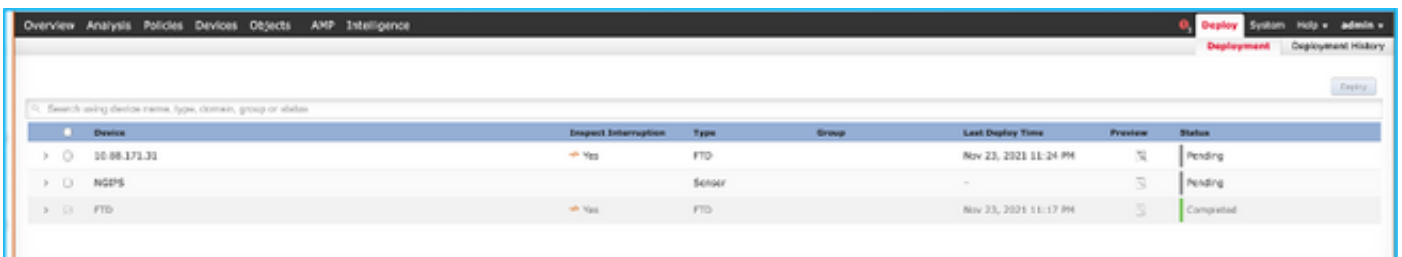 Overview Analysis Policies Devices Objects AMP Intelligence Deploy System Help admin
Deployment Deployment History
Deploy
Search using device name, type, domain, group or status
Device Inspect Interruption Type Group Last Deploy Time Preview Status
10.88.171.31 Yes FTD Nov 23, 2021 11:24 PM Pending
NGIPS Sensor - Pending
FTD Yes FTD Nov 23, 2021 11:17 PM Completed